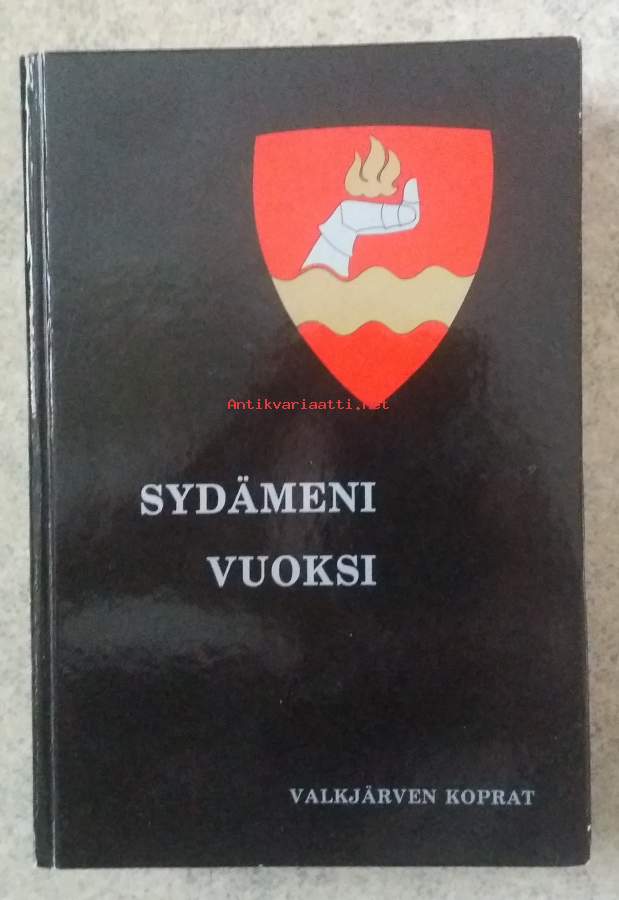 Antikvariaatti.net
SYDÄMENI
VUOKSI
VALKJÄRVEN KOPRAT